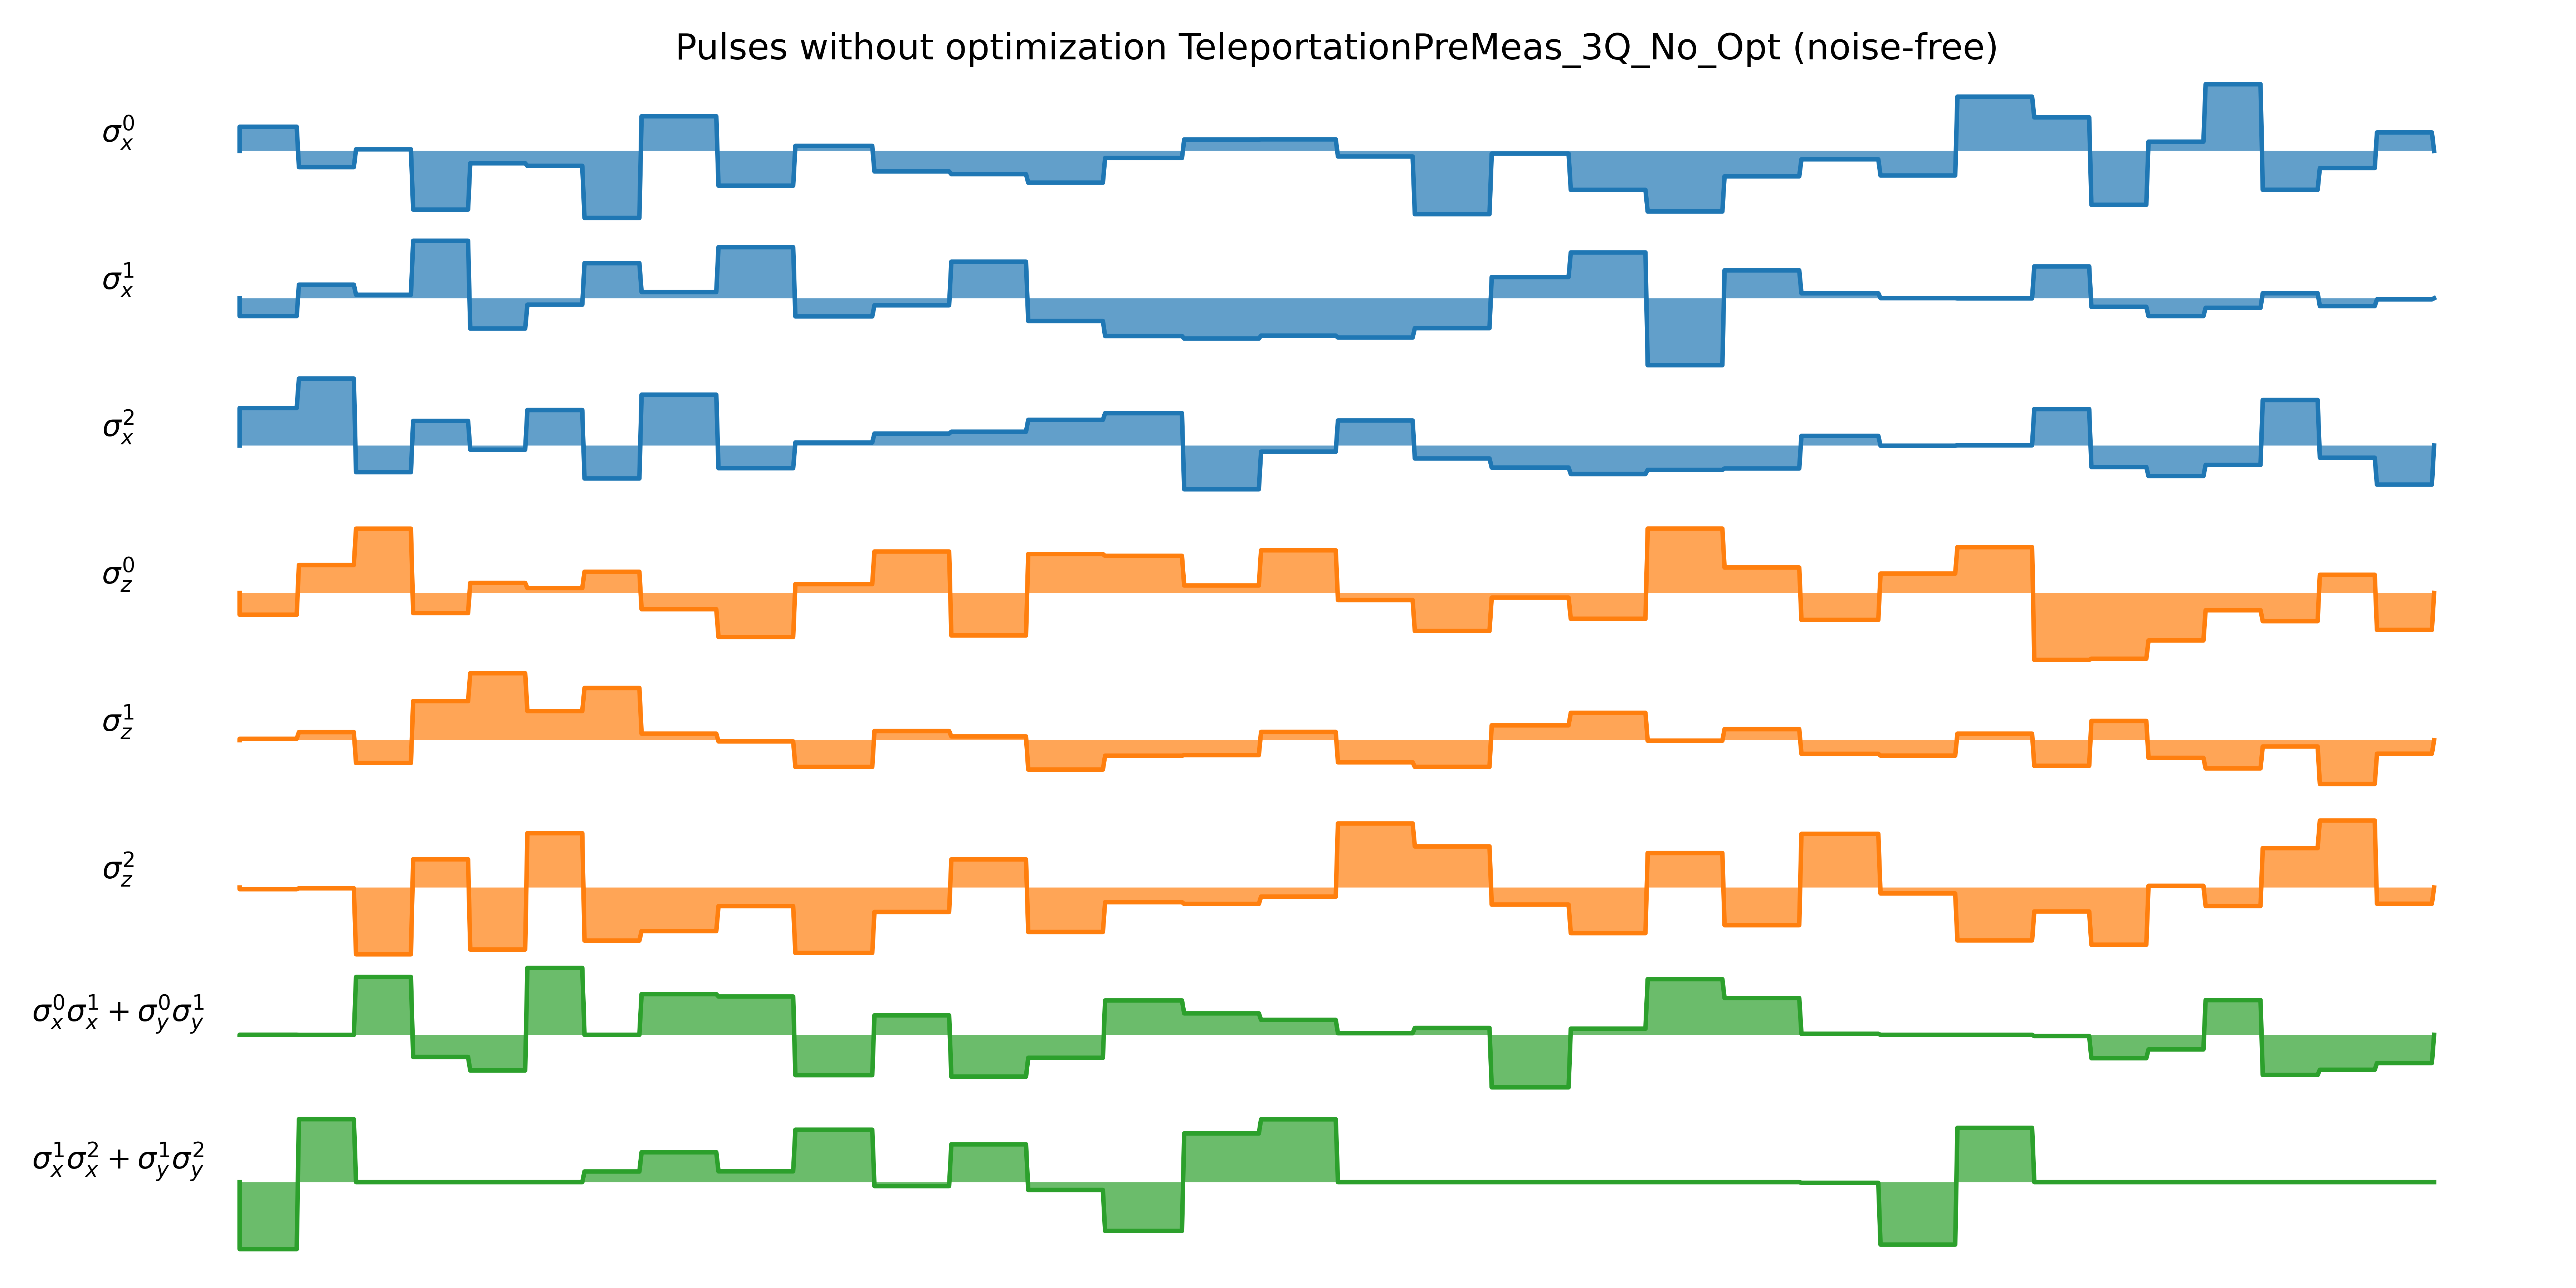 Pulses without optimization TeleportationPreMeas_3Q_No_Opt (noise-free)
σ_x^0
σ_x^1
σ_x^2
σ_z^0
σ_z^1
σ_z^2
σ_x^0σ_x^1 + σ_y^0σ_y^1
σ_x^1σ_x^2 + σ_y^1σ_y^2